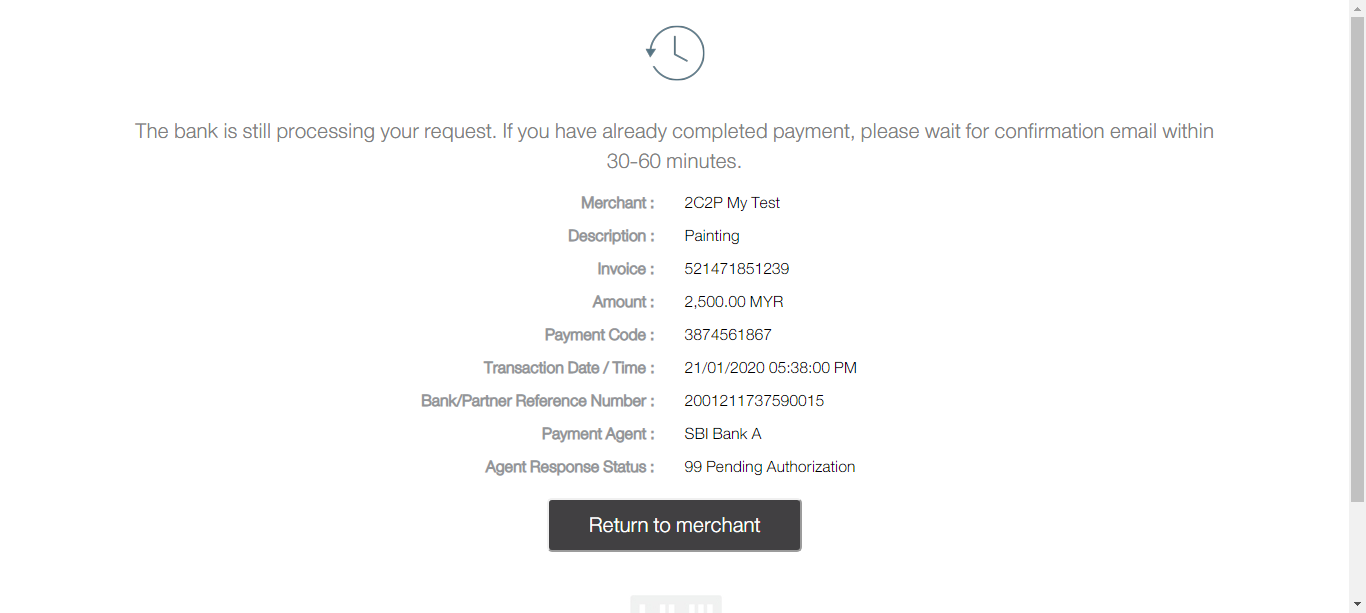 The bank is still processing your request. If you have already completed payment, please wait for confirmation email within
30-60 minutes.
Merchant : 2C2P My Test
Description : Painting
Invoice : 521471851239
Amount : 2,500.00 MYR
Payment Code : 3874561867
Transaction Date / Time : 21/01/2020 05:38:00 PM
Bank/Partner Reference Number : 2001211737590015
Payment Agent : SBI Bank A
Agent Response Status : 99 Pending Authorization
Return to merchant